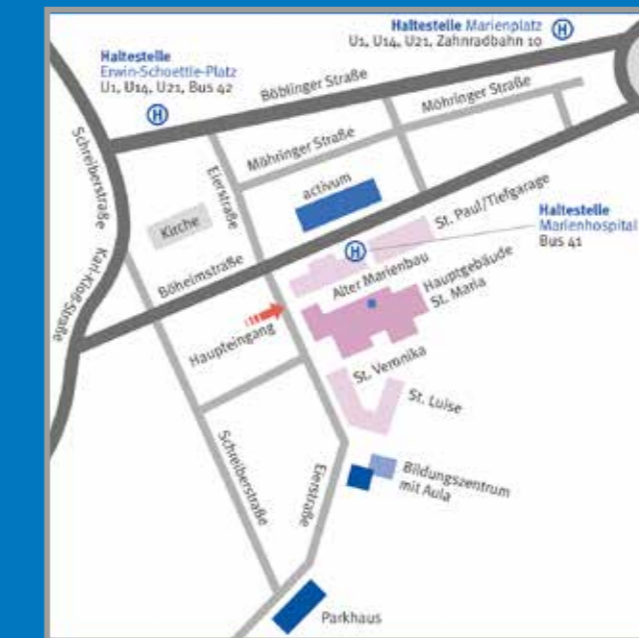 Haltestelle Marienplatz
U1, U14, U21, Zahnradbahn 10
H
Haltestelle
Erwin-Schoettle-Platz
U1, U14, U21, Bus 42
H
Böblinger Straße
Möhringer Straße
Möhringer Straße
Schreiberstraße
Eierstraße
activum
Kirche
St. Paul/Tiefgarage
Haltestelle
Marienhospital
Bus 41
H
Karl-Kloß-Straße
Böheimstraße
Alter Marienbau
Hauptgebäude
St. Maria
Haupteingang
St. Veronika
St. Luise
Schreiberstraße
Eierstraße
Bildungszentrum
mit Aula
Parkhaus